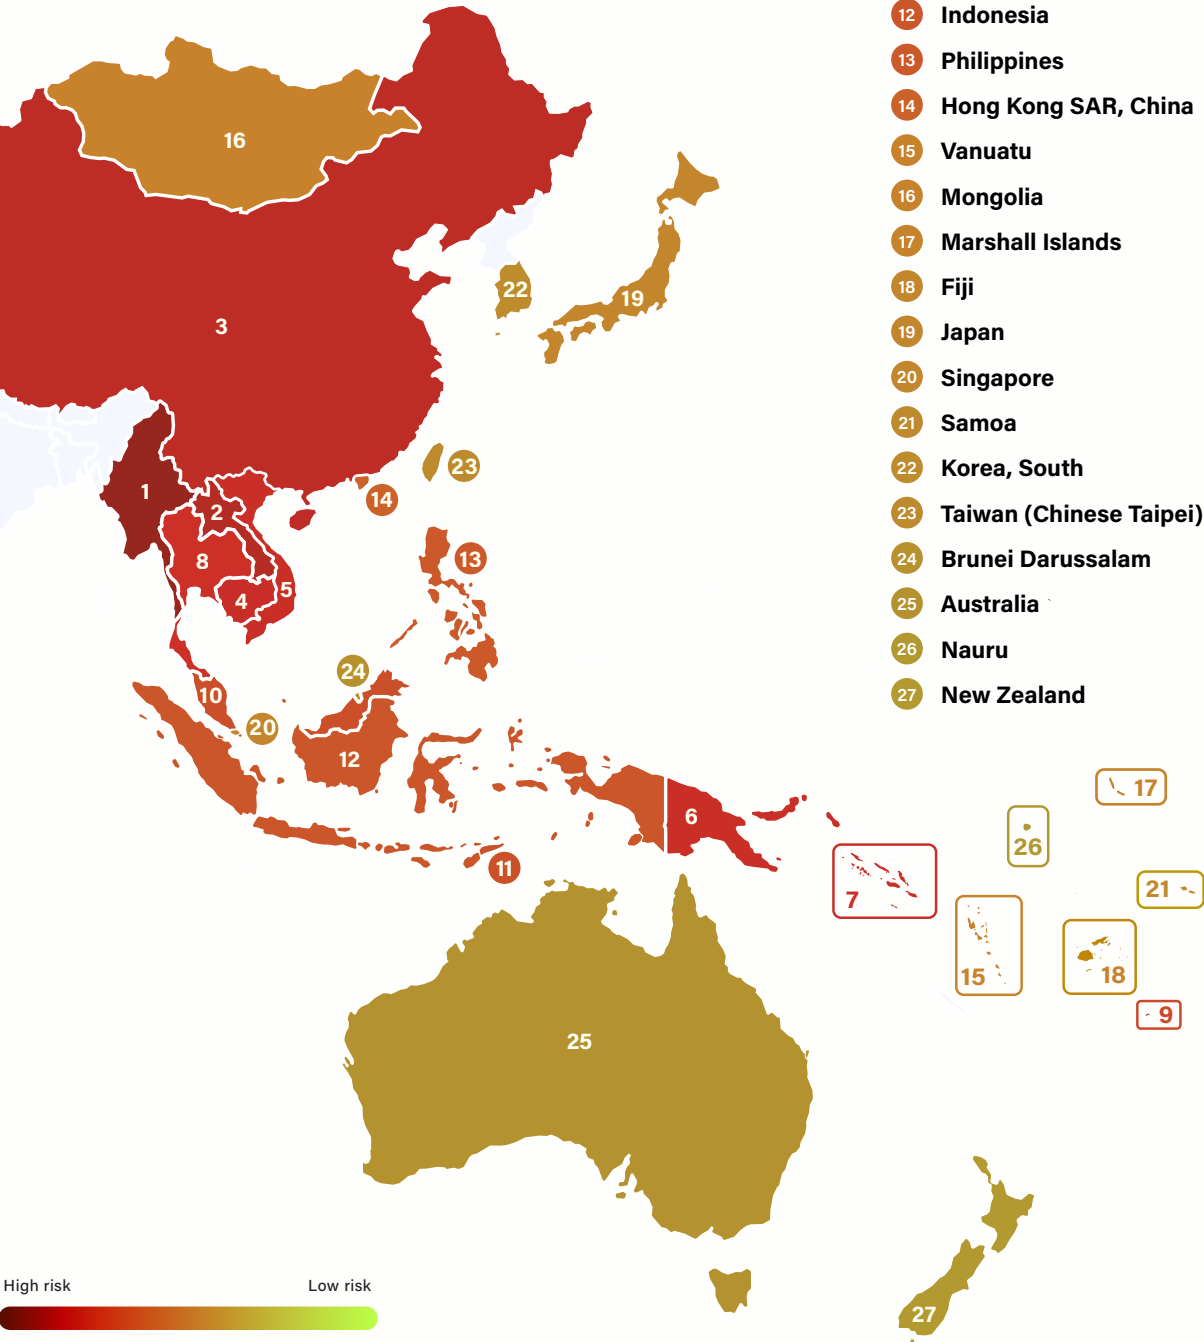 12 Indonesia
13 Philippines
14 Hong Kong SAR, China
15 Vanuatu
16 Mongolia
17 Marshall Islands
18 Fiji
19 Japan
20 Singapore
21 Samoa
22 Korea, South
23 Taiwan (Chinese Taipei)
24 Brunei Darussalam
25 Australia
26 Nauru
27 New Zealand
16
22
19
3
23
1
14
2
13
8
5
4
24
10
20
12
17
6
26
11
21
7
15
18
9
25
High risk
Low risk
27